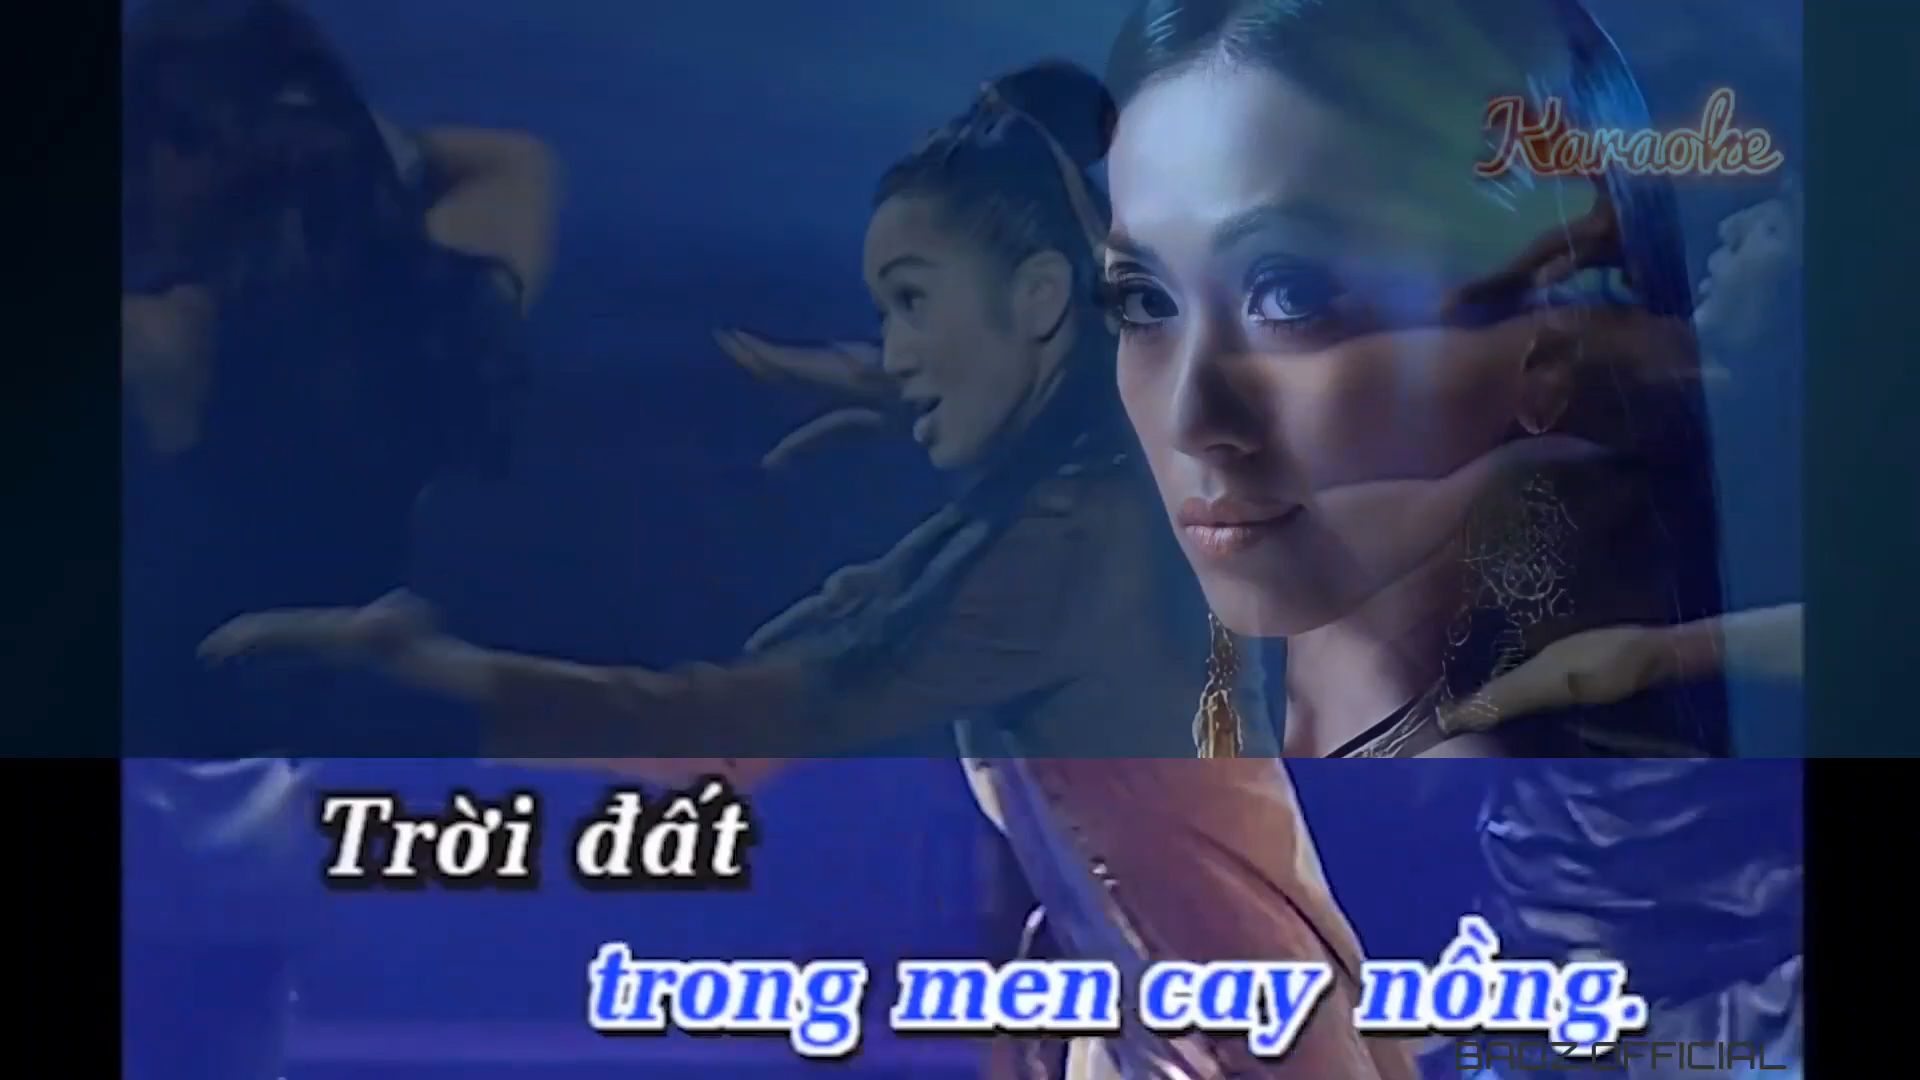 Karaoke
Trời đất
trong men cay nồng.
BAOZ OFFICIAL